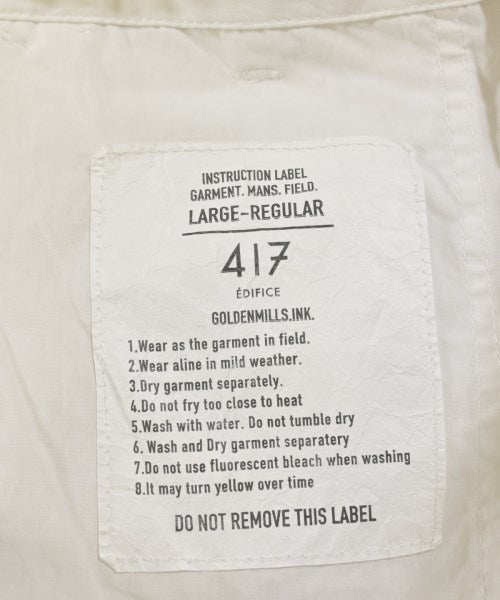 INSTRUCTION LABEL
GARMENT. MANS. FIELD.
LARGE-REGULAR
417
ÉDIFICE
GOLDENMILLS.INK.
1.Wear as the garment in field.
2.Wear aline in mild weather.
3.Dry garment separately.
4.Do not fry too close to heat
5.Wash with water. Do not tumble dry
6. Wash and Dry garment separatery
7.Do not use fluorescent bleach when washing
8.It may turn yellow over time
DO NOT REMOVE THIS LABEL